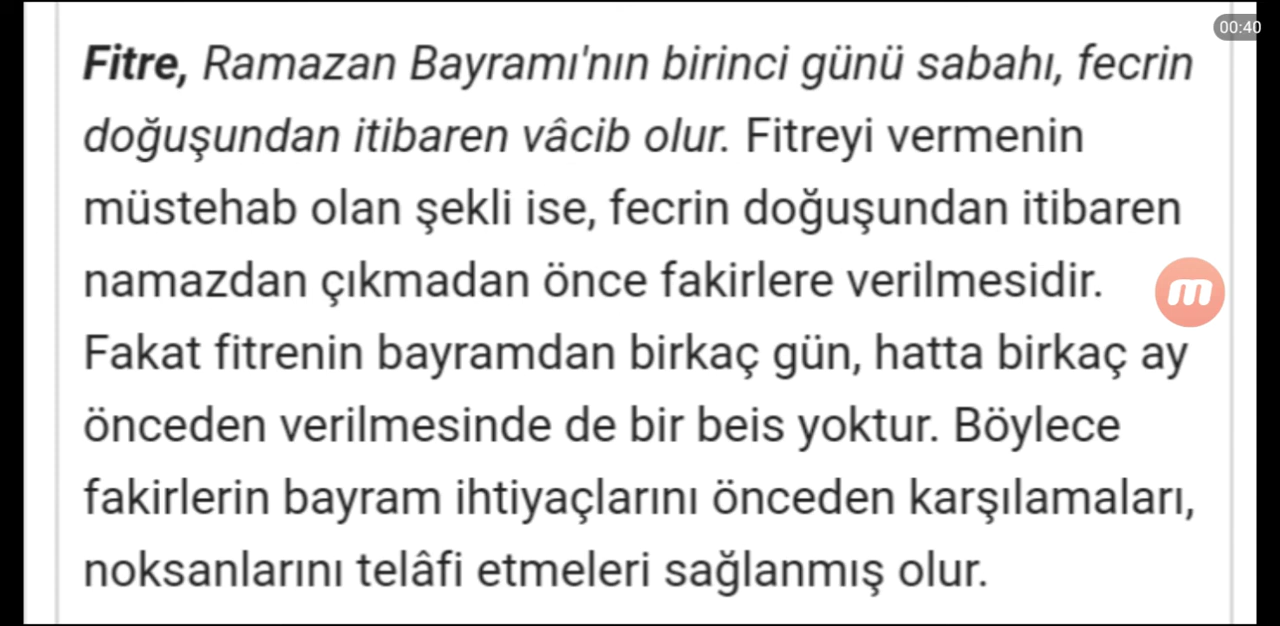 00:40
Fitre, Ramazan Bayramı'nın birinci günü sabahı, fecrin
doğuşundan itibaren vâcib olur. Fitreyi vermenin
müstehab olan şekli ise, fecrin doğuşundan itibaren
namazdan çıkmadan önce fakirlere verilmesidir.
m
Fakat fitrenin bayramdan birkaç gün, hatta birkaç ay
önceden verilmesinde de bir beis yoktur. Böylece
fakirlerin bayram ihtiyaçlarını önceden karşılamaları,
noksanlarını telâfi etmeleri sağlanmış olur.